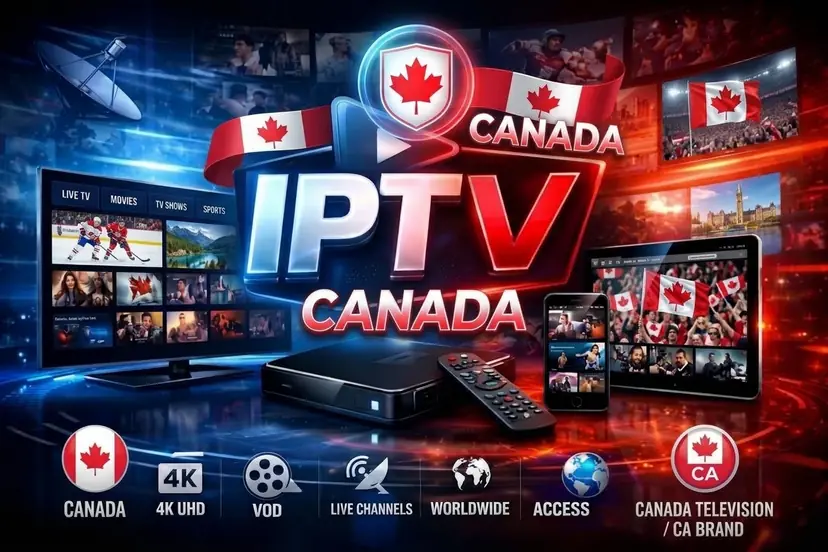 CANADA
IPTV
CANADA
LIVE TV
MOVIES
TV SHOWS
SPORTS
CANADA
4K
4K UHD
VOD
LIVE CHANNELS
WORLDWIDE
ACCESS
CA
CANADA TELEVISION
/ CA BRAND